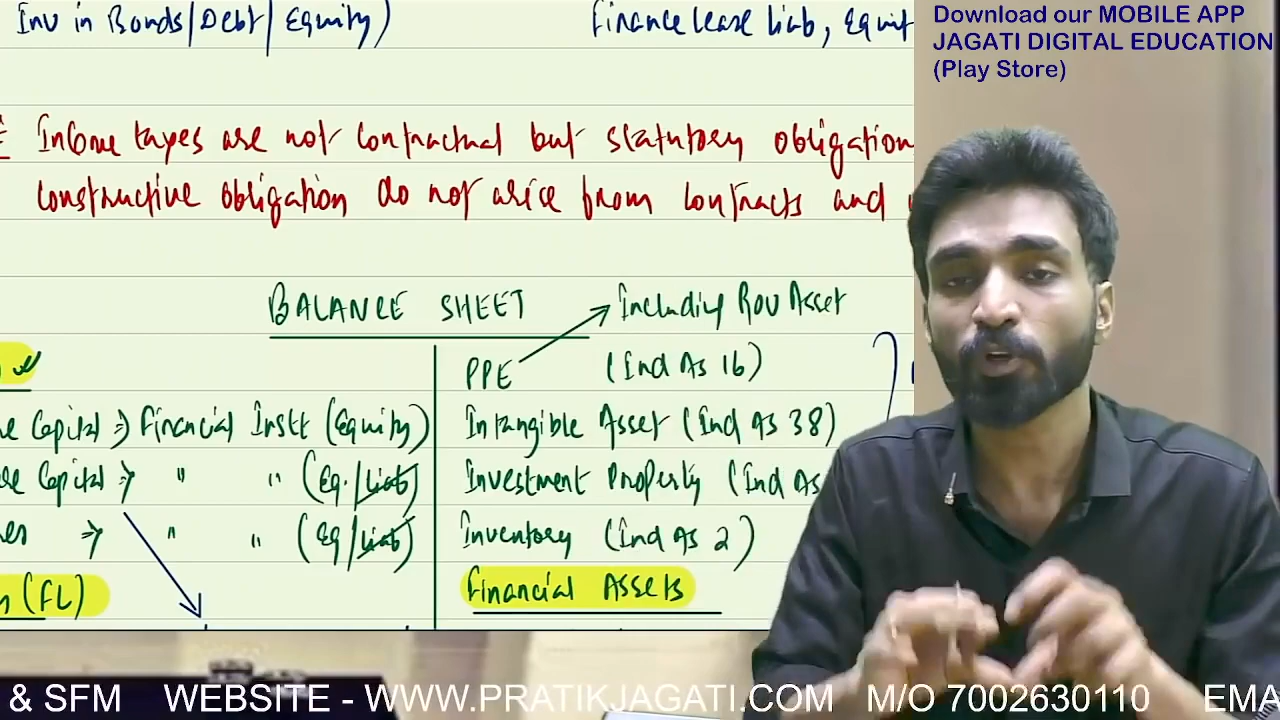 Inv in Bonds/Debt/Equity)
Finance lease liab, Equit
Download our MOBILE APP
JAGATI DIGITAL EDUCATION
(Play Store)
Income taxes are not contractual but statutory obligation
constructive obligation do not arise from contracts and
BALANCE SHEET
Including ROU Asset
PPE (Ind As 16)
Capital => Financial Instt (Equity) Intangible Asset (Ind As 38)
Capital => " " (Eq./Liab) Investment Property (Ind As
=> " " (Eq/Liab) Inventory (Ind As 2)
(FL) Financial Assets
& SFM WEBSITE - WWW.PRATIKJAGATI.COM M/O 7002630110 EMA